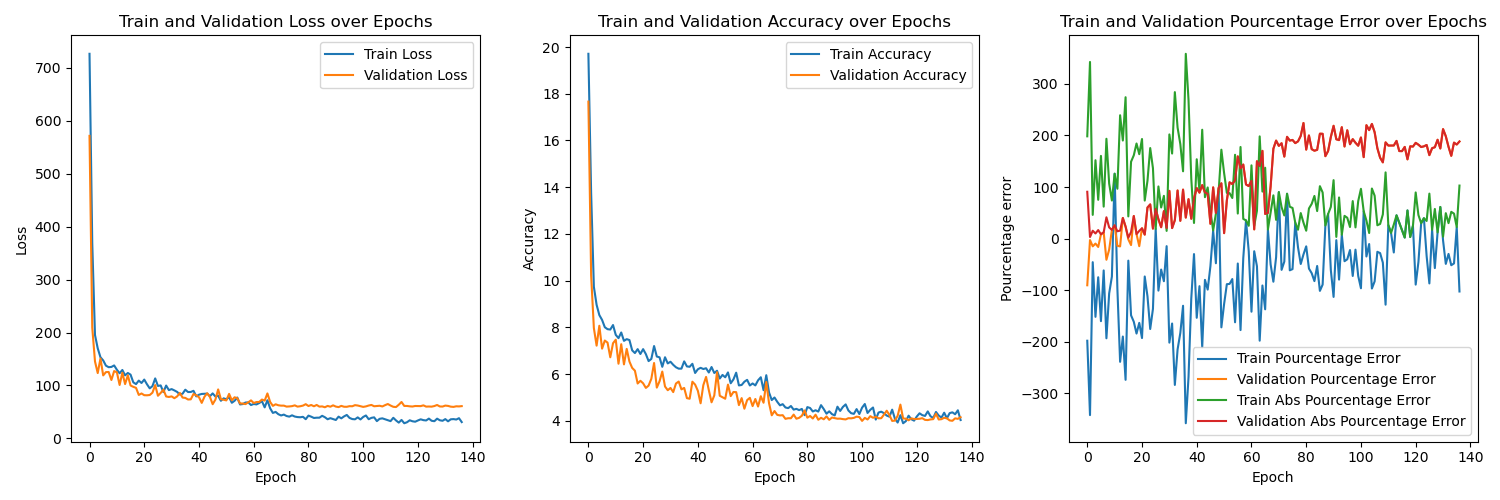 Train and Validation Loss over Epochs
Loss
700
600
500
400
300
200
100
0
0 20 40 60 80 100 120 140
Epoch
Train Loss
Validation Loss
Train and Validation Accuracy over Epochs
Accuracy
20
18
16
14
12
10
8
6
4
0 20 40 60 80 100 120 140
Epoch
Train Accuracy
Validation Accuracy
Train and Validation Pourcentage Error over Epochs
Pourcentage error
300
200
100
0
−100
−200
−300
0 20 40 60 80 100 120 140
Epoch
Train Pourcentage Error
Validation Pourcentage Error
Train Abs Pourcentage Error
Validation Abs Pourcentage Error